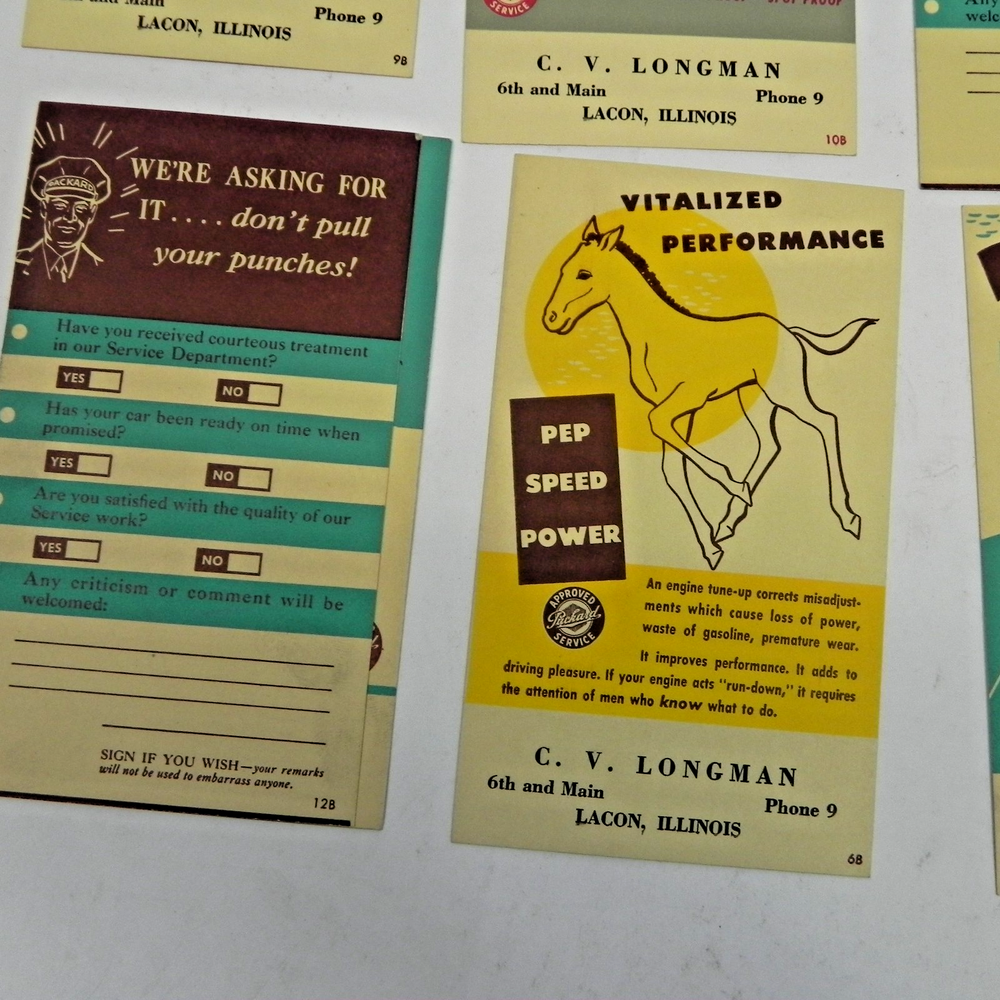 and Main
Phone 9
LACON, ILLINOIS
9B
SERVICE
SPOT PROOF
C. V. LONGMAN
6th and Main
Phone 9
LACON, ILLINOIS
10B
Any
welc
WE'RE ASKING FOR
IT.... don't pull
your punches!
PACKARD
Have you received courteous treatment
in our Service Department?
YES NO
Has your car been ready on time when
promised?
YES NO
Are you satisfied with the quality of our
Service work?
YES NO
Any criticism or comment will be
welcomed:
SIGN IF YOU WISH—your remarks
will not be used to embarrass anyone.
12B
VITALIZED
PERFORMANCE
PEP
SPEED
POWER
APPROVED
Packard
SERVICE
An engine tune-up corrects misadjust-
ments which cause loss of power,
waste of gasoline, premature wear.
It improves performance. It adds to
driving pleasure. If your engine acts "run-down," it requires
the attention of men who know what to do.
C. V. LONGMAN
6th and Main
Phone 9
LACON, ILLINOIS
6B